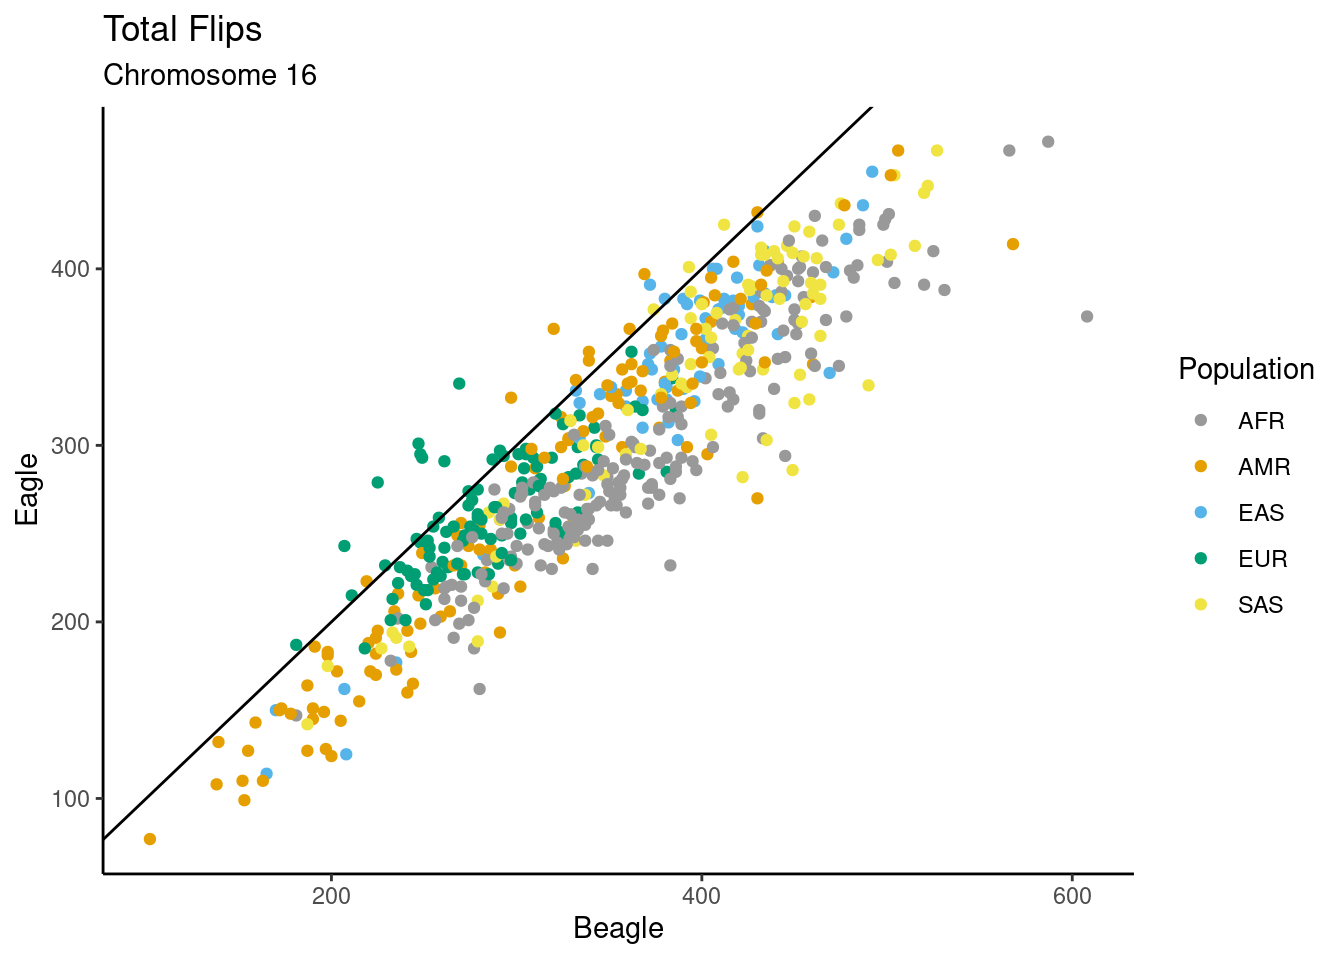 Total Flips
Chromosome 16
Eagle
400
300
200
100
200
400
600
Beagle
Population
AFR
AMR
EAS
EUR
SAS